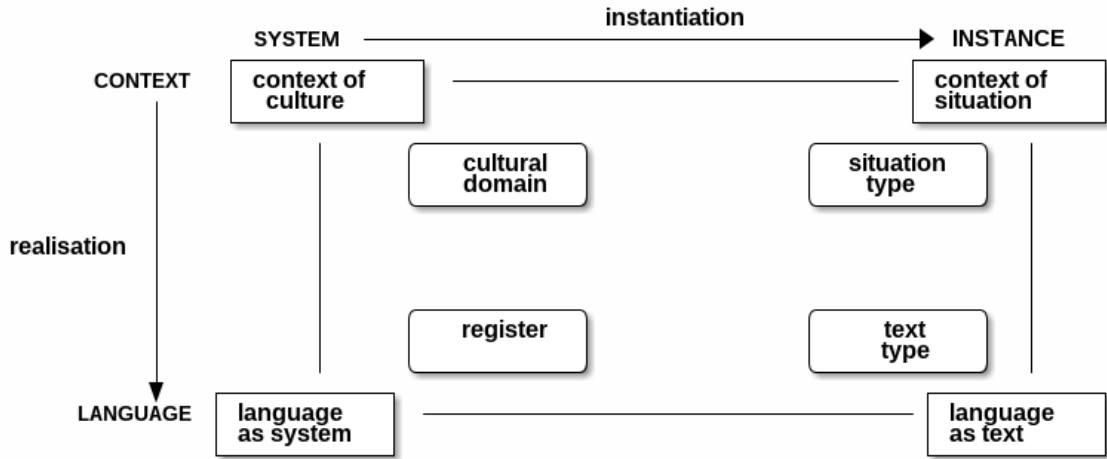 instantiation
SYSTEM
INSTANCE
CONTEXT
context of
culture
context of
situation
cultural
domain
situation
type
realisation
register
text
type
LANGUAGE
language
as system
language
as text